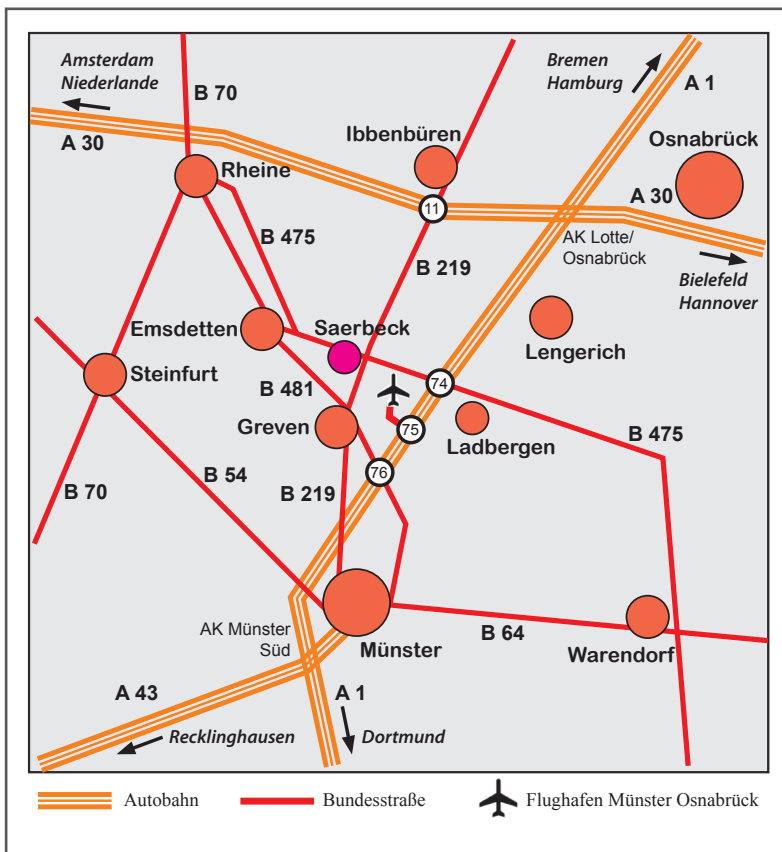 Amsterdam
Niederlande
B 70
A 30
Rheine
Ibbenbüren
Bremen
Hamburg
A 1
Osnabrück
A 30
11
AK Lotte/
Osnabrück
Bielefeld
Hannover
B 475
B 219
Emsdetten
Saerbeck
Lengerich
Steinfurt
B 481
74
Greven
75
Ladbergen
B 475
B 70
B 54
B 219
76
AK Münster
Süd
Münster
B 64
Warendorf
A 43
A 1
Recklinghausen
Dortmund
Autobahn
Bundesstraße
Flughafen Münster Osnabrück